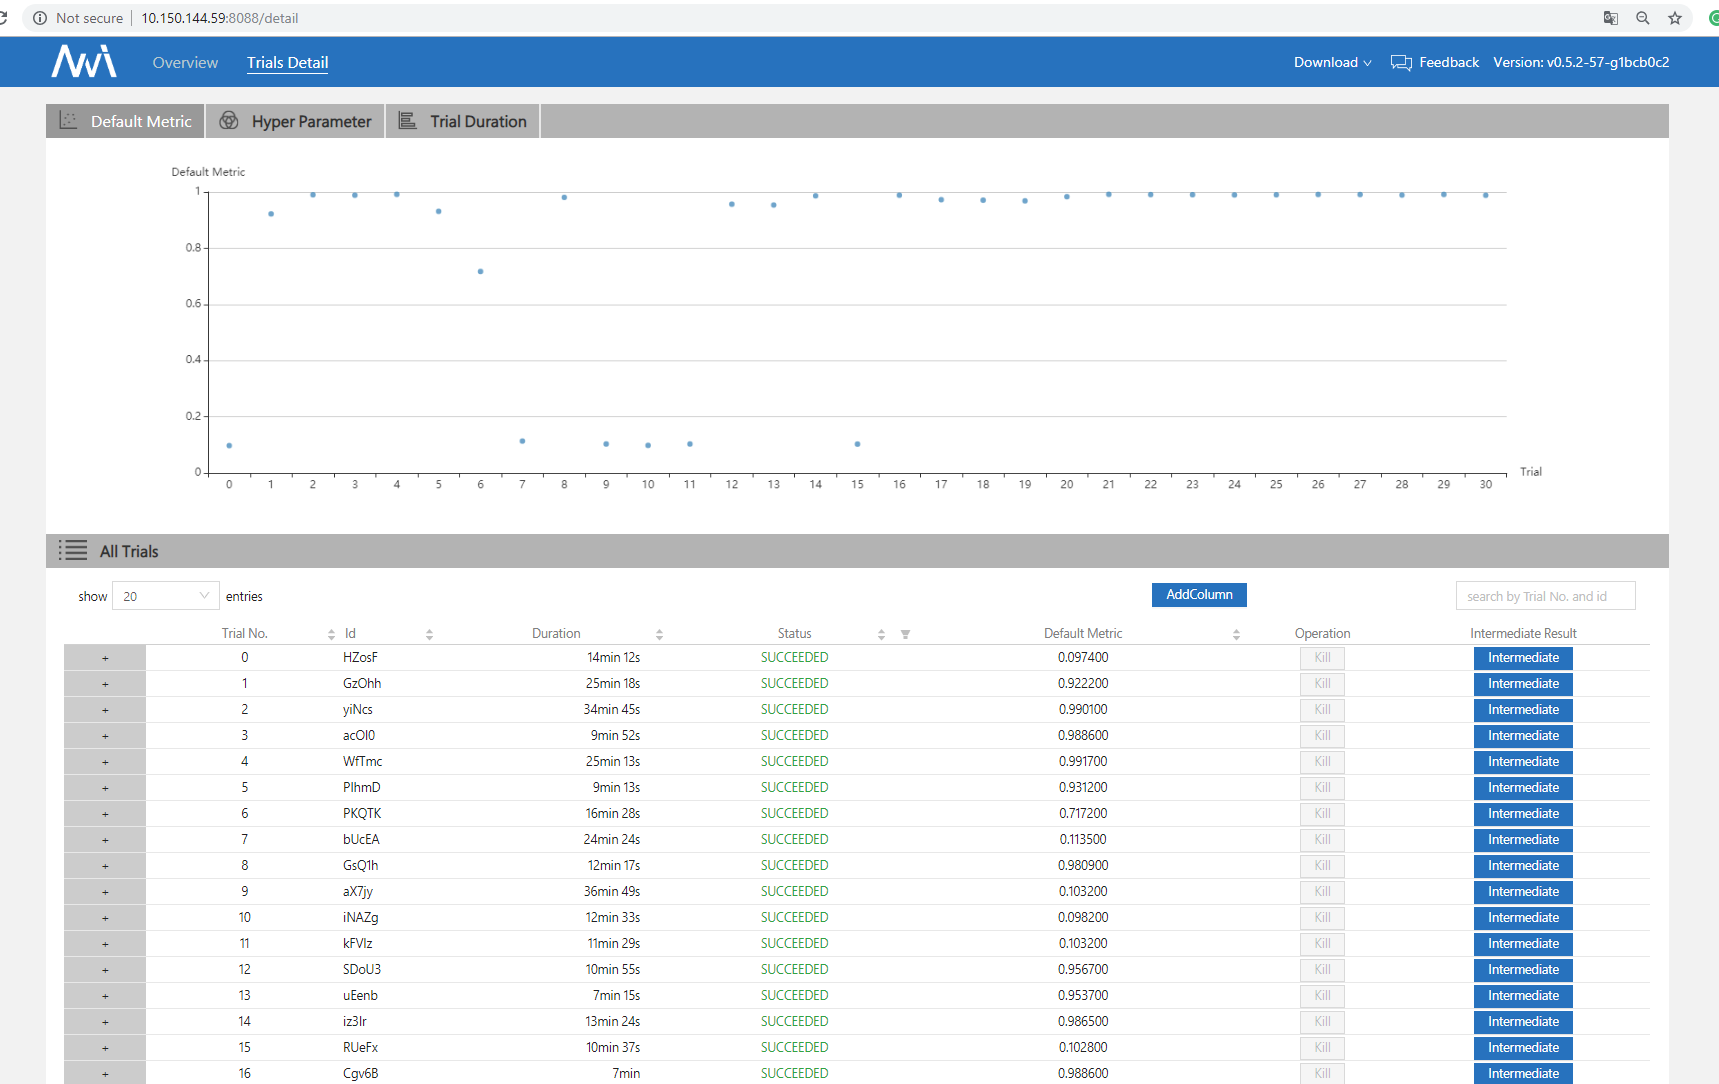 Not secure | 10.150.144.59:8088/detail
Overview Trials Detail Download Feedback Version: v0.5.2-57-g1bcb0c2
Default Metric Hyper Parameter Trial Duration
Default Metric
1
0.8
0.6
0.4
0.2
0
Trial
0 1 2 3 4 5 6 7 8 9 10 11 12 13 14 15 16 17 18 19 20 21 22 23 24 25 26 27 28 29 30
All Trials
show 20 entries AddColumn search by Trial No. and id
Trial No. Id Duration Status Default Metric Operation Intermediate Result
+ 0 HZosF 14min 12s SUCCEEDED 0.097400 Kill Intermediate
+ 1 GzOhh 25min 18s SUCCEEDED 0.922200 Kill Intermediate
+ 2 yiNcs 34min 45s SUCCEEDED 0.990100 Kill Intermediate
+ 3 acOI0 9min 52s SUCCEEDED 0.988600 Kill Intermediate
+ 4 WfTmc 25min 13s SUCCEEDED 0.991700 Kill Intermediate
+ 5 PIhmD 9min 13s SUCCEEDED 0.931200 Kill Intermediate
+ 6 PKQTK 16min 28s SUCCEEDED 0.717200 Kill Intermediate
+ 7 bUcEA 24min 24s SUCCEEDED 0.113500 Kill Intermediate
+ 8 GsQ1h 12min 17s SUCCEEDED 0.980900 Kill Intermediate
+ 9 aX7jy 36min 49s SUCCEEDED 0.103200 Kill Intermediate
+ 10 iNAZg 12min 33s SUCCEEDED 0.098200 Kill Intermediate
+ 11 kFVIz 11min 29s SUCCEEDED 0.103200 Kill Intermediate
+ 12 SDoU3 10min 55s SUCCEEDED 0.956700 Kill Intermediate
+ 13 uEenb 7min 15s SUCCEEDED 0.953700 Kill Intermediate
+ 14 iz3Ir 13min 24s SUCCEEDED 0.986500 Kill Intermediate
+ 15 RUeFx 10min 37s SUCCEEDED 0.102800 Kill Intermediate
+ 16 Cgv6B 7min SUCCEEDED 0.988600 Kill Intermediate